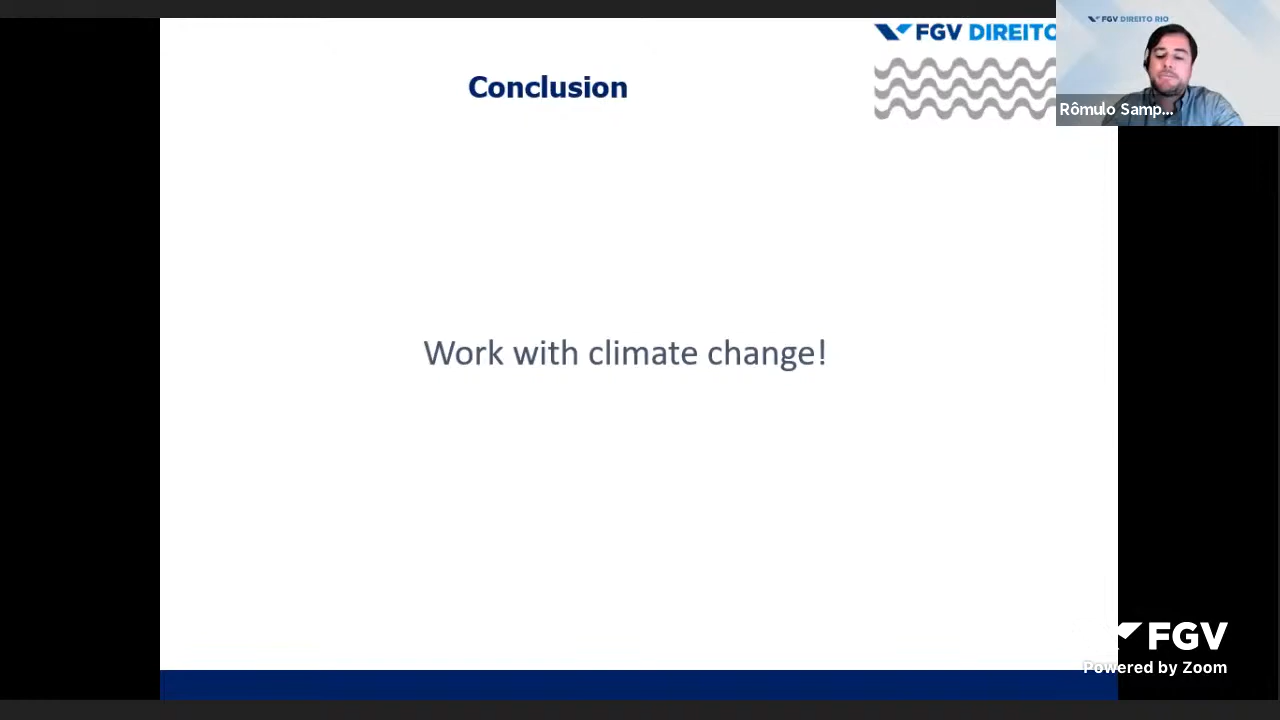 FGV DIREITO
FGV DIREITO RIO
Conclusion
Rômulo Samp...
Work with climate change!
FGV
Powered by Zoom